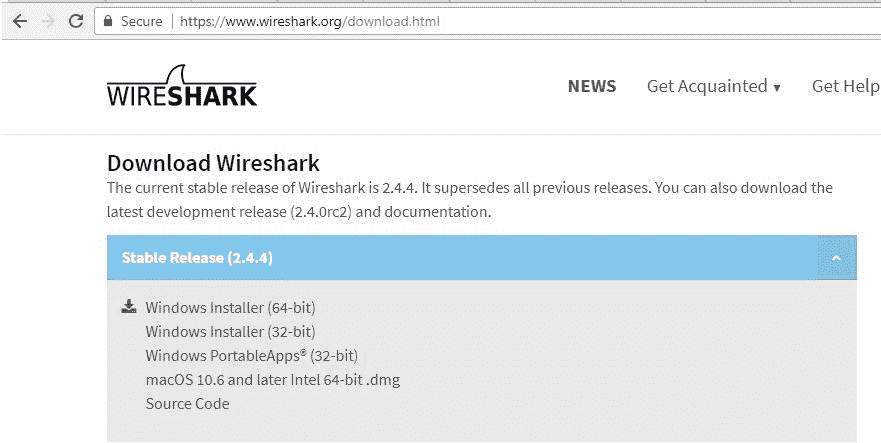 Secure | https://www.wireshark.org/download.html
WIRESHARK
NEWS Get Acquainted ▾ Get Help
Download Wireshark
The current stable release of Wireshark is 2.4.4. It supersedes all previous releases. You can also download the
latest development release (2.4.0rc2) and documentation.
Stable Release (2.4.4)
Windows Installer (64-bit)
Windows Installer (32-bit)
Windows PortableApps® (32-bit)
macOS 10.6 and later Intel 64-bit .dmg
Source Code